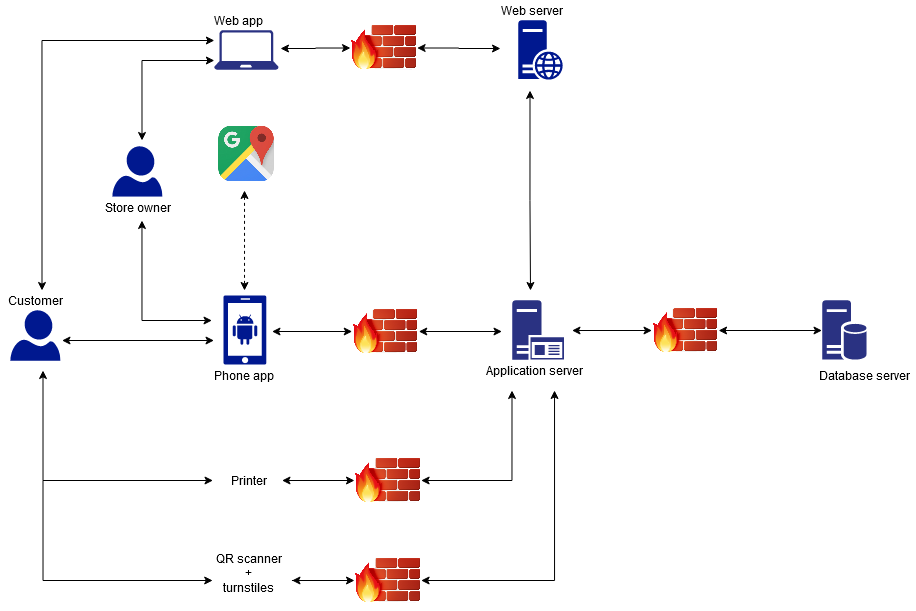 Web app
Web server
G
Store owner
Customer
Phone app
Application server
Database server
Printer
QR scanner
+
turnstiles